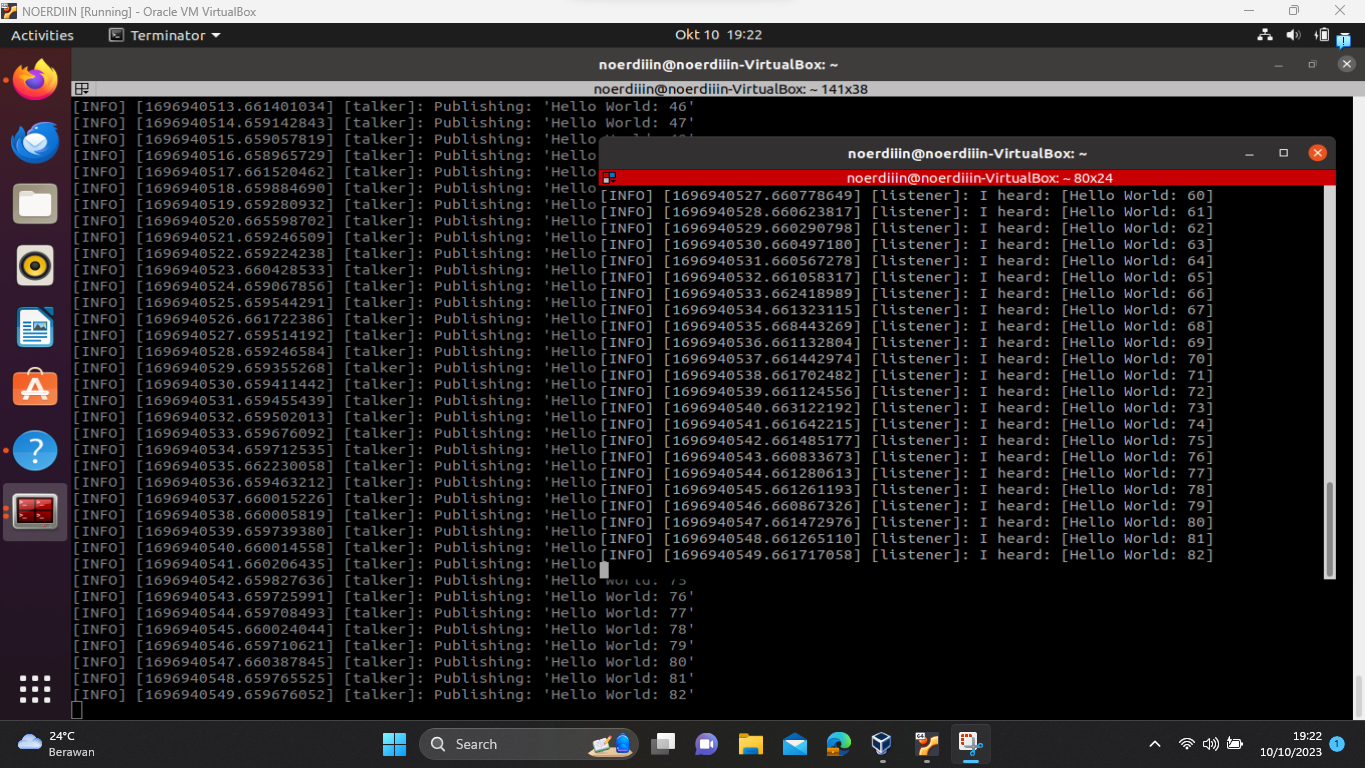 NOERDIIN [Running] - Oracle VM VirtualBox
Activities
Terminator
Okt 10 19:22
noerdiiin@noerdiiin-VirtualBox: ~
noerdiiin@noerdiiin-VirtualBox: ~ 141x38
[INFO] [1696940513.661401034] [talker]: Publishing: 'Hello World: 46'
[INFO] [1696940514.659142843] [talker]: Publishing: 'Hello World: 47'
[INFO] [1696940515.659057819] [talker]: Publishing: 'Hello World: 48'
[INFO] [1696940516.658965729] [talker]: Publishing: 'Hello
[INFO] [1696940517.661520462] [talker]: Publishing: 'Hello
[INFO] [1696940518.659884690] [talker]: Publishing: 'Hello
[INFO] [1696940519.659280932] [talker]: Publishing: 'Hello
[INFO] [1696940520.665598702] [talker]: Publishing: 'Hello
[INFO] [1696940521.659246509] [talker]: Publishing: 'Hello
[INFO] [1696940522.659224238] [talker]: Publishing: 'Hello
[INFO] [1696940523.660428533] [talker]: Publishing: 'Hello
[INFO] [1696940524.659067856] [talker]: Publishing: 'Hello
[INFO] [1696940525.659544291] [talker]: Publishing: 'Hello
[INFO] [1696940526.661722386] [talker]: Publishing: 'Hello
[INFO] [1696940527.659514192] [talker]: Publishing: 'Hello
[INFO] [1696940528.659246584] [talker]: Publishing: 'Hello
[INFO] [1696940529.659355268] [talker]: Publishing: 'Hello
[INFO] [1696940530.659411442] [talker]: Publishing: 'Hello
[INFO] [1696940531.659455439] [talker]: Publishing: 'Hello
[INFO] [1696940532.659502013] [talker]: Publishing: 'Hello
[INFO] [1696940533.659676092] [talker]: Publishing: 'Hello
[INFO] [1696940534.659712535] [talker]: Publishing: 'Hello
[INFO] [1696940535.662230058] [talker]: Publishing: 'Hello
[INFO] [1696940536.659463212] [talker]: Publishing: 'Hello
[INFO] [1696940537.660015226] [talker]: Publishing: 'Hello
[INFO] [1696940538.660005819] [talker]: Publishing: 'Hello
[INFO] [1696940539.659739380] [talker]: Publishing: 'Hello
[INFO] [1696940540.660014558] [talker]: Publishing: 'Hello
[INFO] [1696940541.660206435] [talker]: Publishing: 'Hello
[INFO] [1696940542.659827636] [talker]: Publishing: 'Hello World: 75'
[INFO] [1696940543.659725991] [talker]: Publishing: 'Hello World: 76'
[INFO] [1696940544.659708493] [talker]: Publishing: 'Hello World: 77'
[INFO] [1696940545.660024044] [talker]: Publishing: 'Hello World: 78'
[INFO] [1696940546.659710621] [talker]: Publishing: 'Hello World: 79'
[INFO] [1696940547.660387845] [talker]: Publishing: 'Hello World: 80'
[INFO] [1696940548.659765525] [talker]: Publishing: 'Hello World: 81'
[INFO] [1696940549.659676052] [talker]: Publishing: 'Hello World: 82'
noerdiiin@noerdiiin-VirtualBox: ~
noerdiiin@noerdiiin-VirtualBox: ~ 80x24
[INFO] [1696940527.660778649] [listener]: I heard: [Hello World: 60]
[INFO] [1696940528.660623817] [listener]: I heard: [Hello World: 61]
[INFO] [1696940529.660290798] [listener]: I heard: [Hello World: 62]
[INFO] [1696940530.660497180] [listener]: I heard: [Hello World: 63]
[INFO] [1696940531.660567278] [listener]: I heard: [Hello World: 64]
[INFO] [1696940532.661058317] [listener]: I heard: [Hello World: 65]
[INFO] [1696940533.662418989] [listener]: I heard: [Hello World: 66]
[INFO] [1696940534.661323115] [listener]: I heard: [Hello World: 67]
[INFO] [1696940535.668443269] [listener]: I heard: [Hello World: 68]
[INFO] [1696940536.661132804] [listener]: I heard: [Hello World: 69]
[INFO] [1696940537.661442974] [listener]: I heard: [Hello World: 70]
[INFO] [1696940538.661702482] [listener]: I heard: [Hello World: 71]
[INFO] [1696940539.661124556] [listener]: I heard: [Hello World: 72]
[INFO] [1696940540.663122192] [listener]: I heard: [Hello World: 73]
[INFO] [1696940541.661642215] [listener]: I heard: [Hello World: 74]
[INFO] [1696940542.661485177] [listener]: I heard: [Hello World: 75]
[INFO] [1696940543.660833673] [listener]: I heard: [Hello World: 76]
[INFO] [1696940544.661280613] [listener]: I heard: [Hello World: 77]
[INFO] [1696940545.661261193] [listener]: I heard: [Hello World: 78]
[INFO] [1696940546.660867326] [listener]: I heard: [Hello World: 79]
[INFO] [1696940547.661472976] [listener]: I heard: [Hello World: 80]
[INFO] [1696940548.661265110] [listener]: I heard: [Hello World: 81]
[INFO] [1696940549.661717058] [listener]: I heard: [Hello World: 82]
24°C
Berawan
Search
19:22
10/10/2023
1